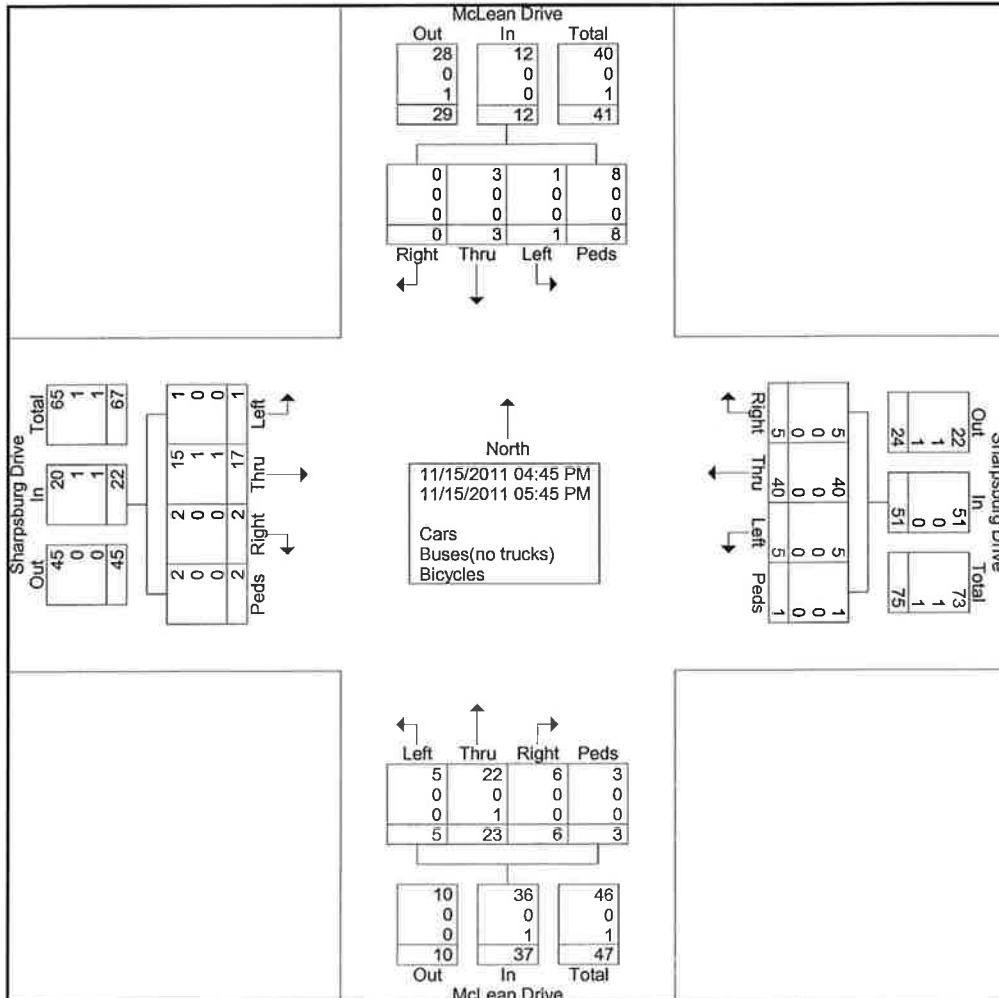 McLean Drive
Out In Total
28 12 40
0 0 0
1 0 1
29 12 41
0 3 1 8
0 0 0 0
0 0 0 0
0 3 1 8
Right Thru Left Peds
Sharpsburg Drive
Total In Out
65 20 45
1 1 0
1 1 0
67 22 45
1 15 2 2
0 1 0 0
0 1 0 0
1 17 2 2
Left Thru Right Peds
North
11/15/2011 04:45 PM
11/15/2011 05:45 PM
Cars
Buses(no trucks)
Bicycles
Right Thru Left Peds
5 40 5 1
0 0 0 0
0 0 0 0
5 40 5 1
Sharpsburg Drive
Out In Total
22 51 73
1 0 1
1 0 1
24 51 75
Left Thru Right Peds
5 22 6 3
0 0 0 0
0 1 0 0
5 23 6 3
10 36 46
0 0 0
0 1 1
10 37 47
Out In Total
McLean Drive